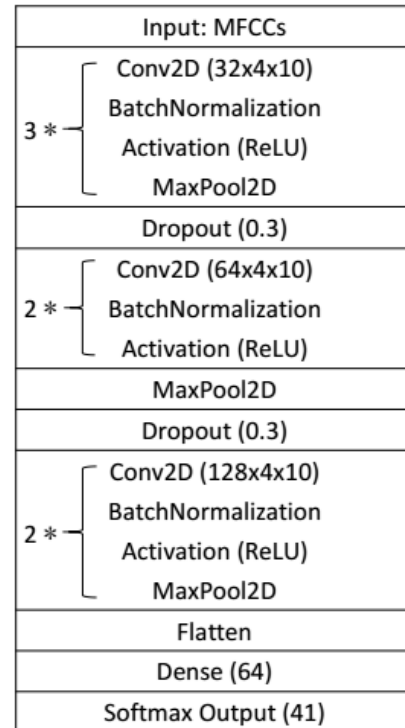 Input: MFCCs
Conv2D (32x4x10)
BatchNormalization
3 *
Activation (ReLU)
MaxPool2D
Dropout (0.3)
Conv2D (64x4x10)
2 * BatchNormalization
Activation (ReLU)
MaxPool2D
Dropout (0.3)
Conv2D (128x4x10)
BatchNormalization
2 *
Activation (ReLU)
MaxPool2D
Flatten
Dense (64)
Softmax Output (41)